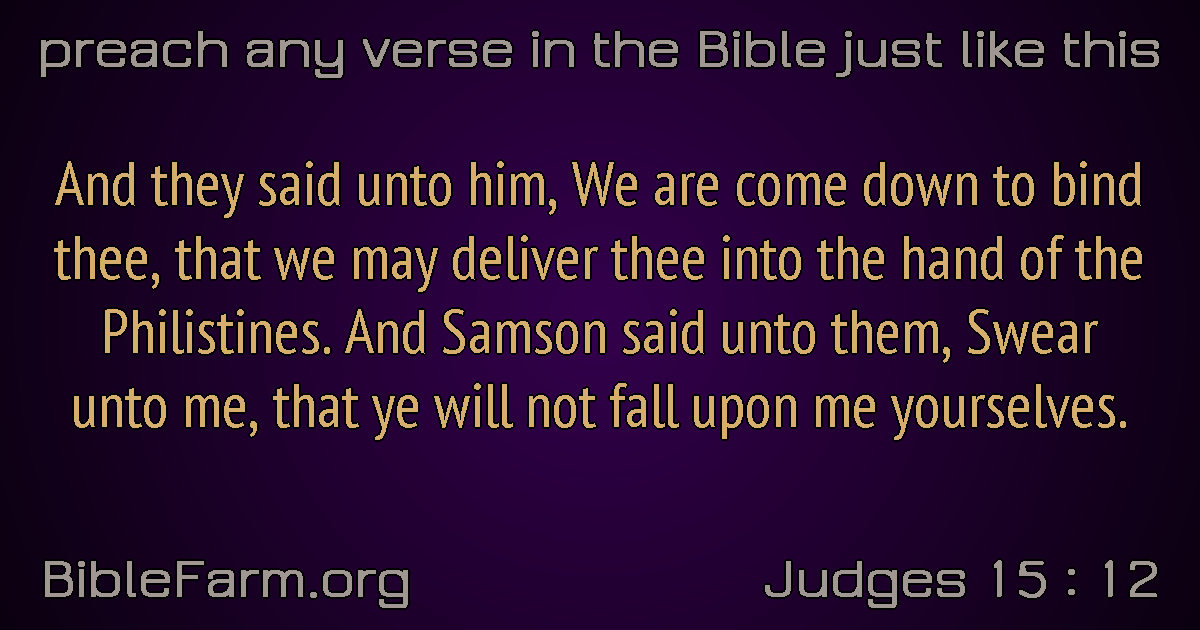 preach any verse in the Bible just like this
And they said unto him, We are come down to bind
thee, that we may deliver thee into the hand of the
Philistines. And Samson said unto them, Swear
unto me, that ye will not fall upon me yourselves.
BibleFarm.org
Judges 15 : 12